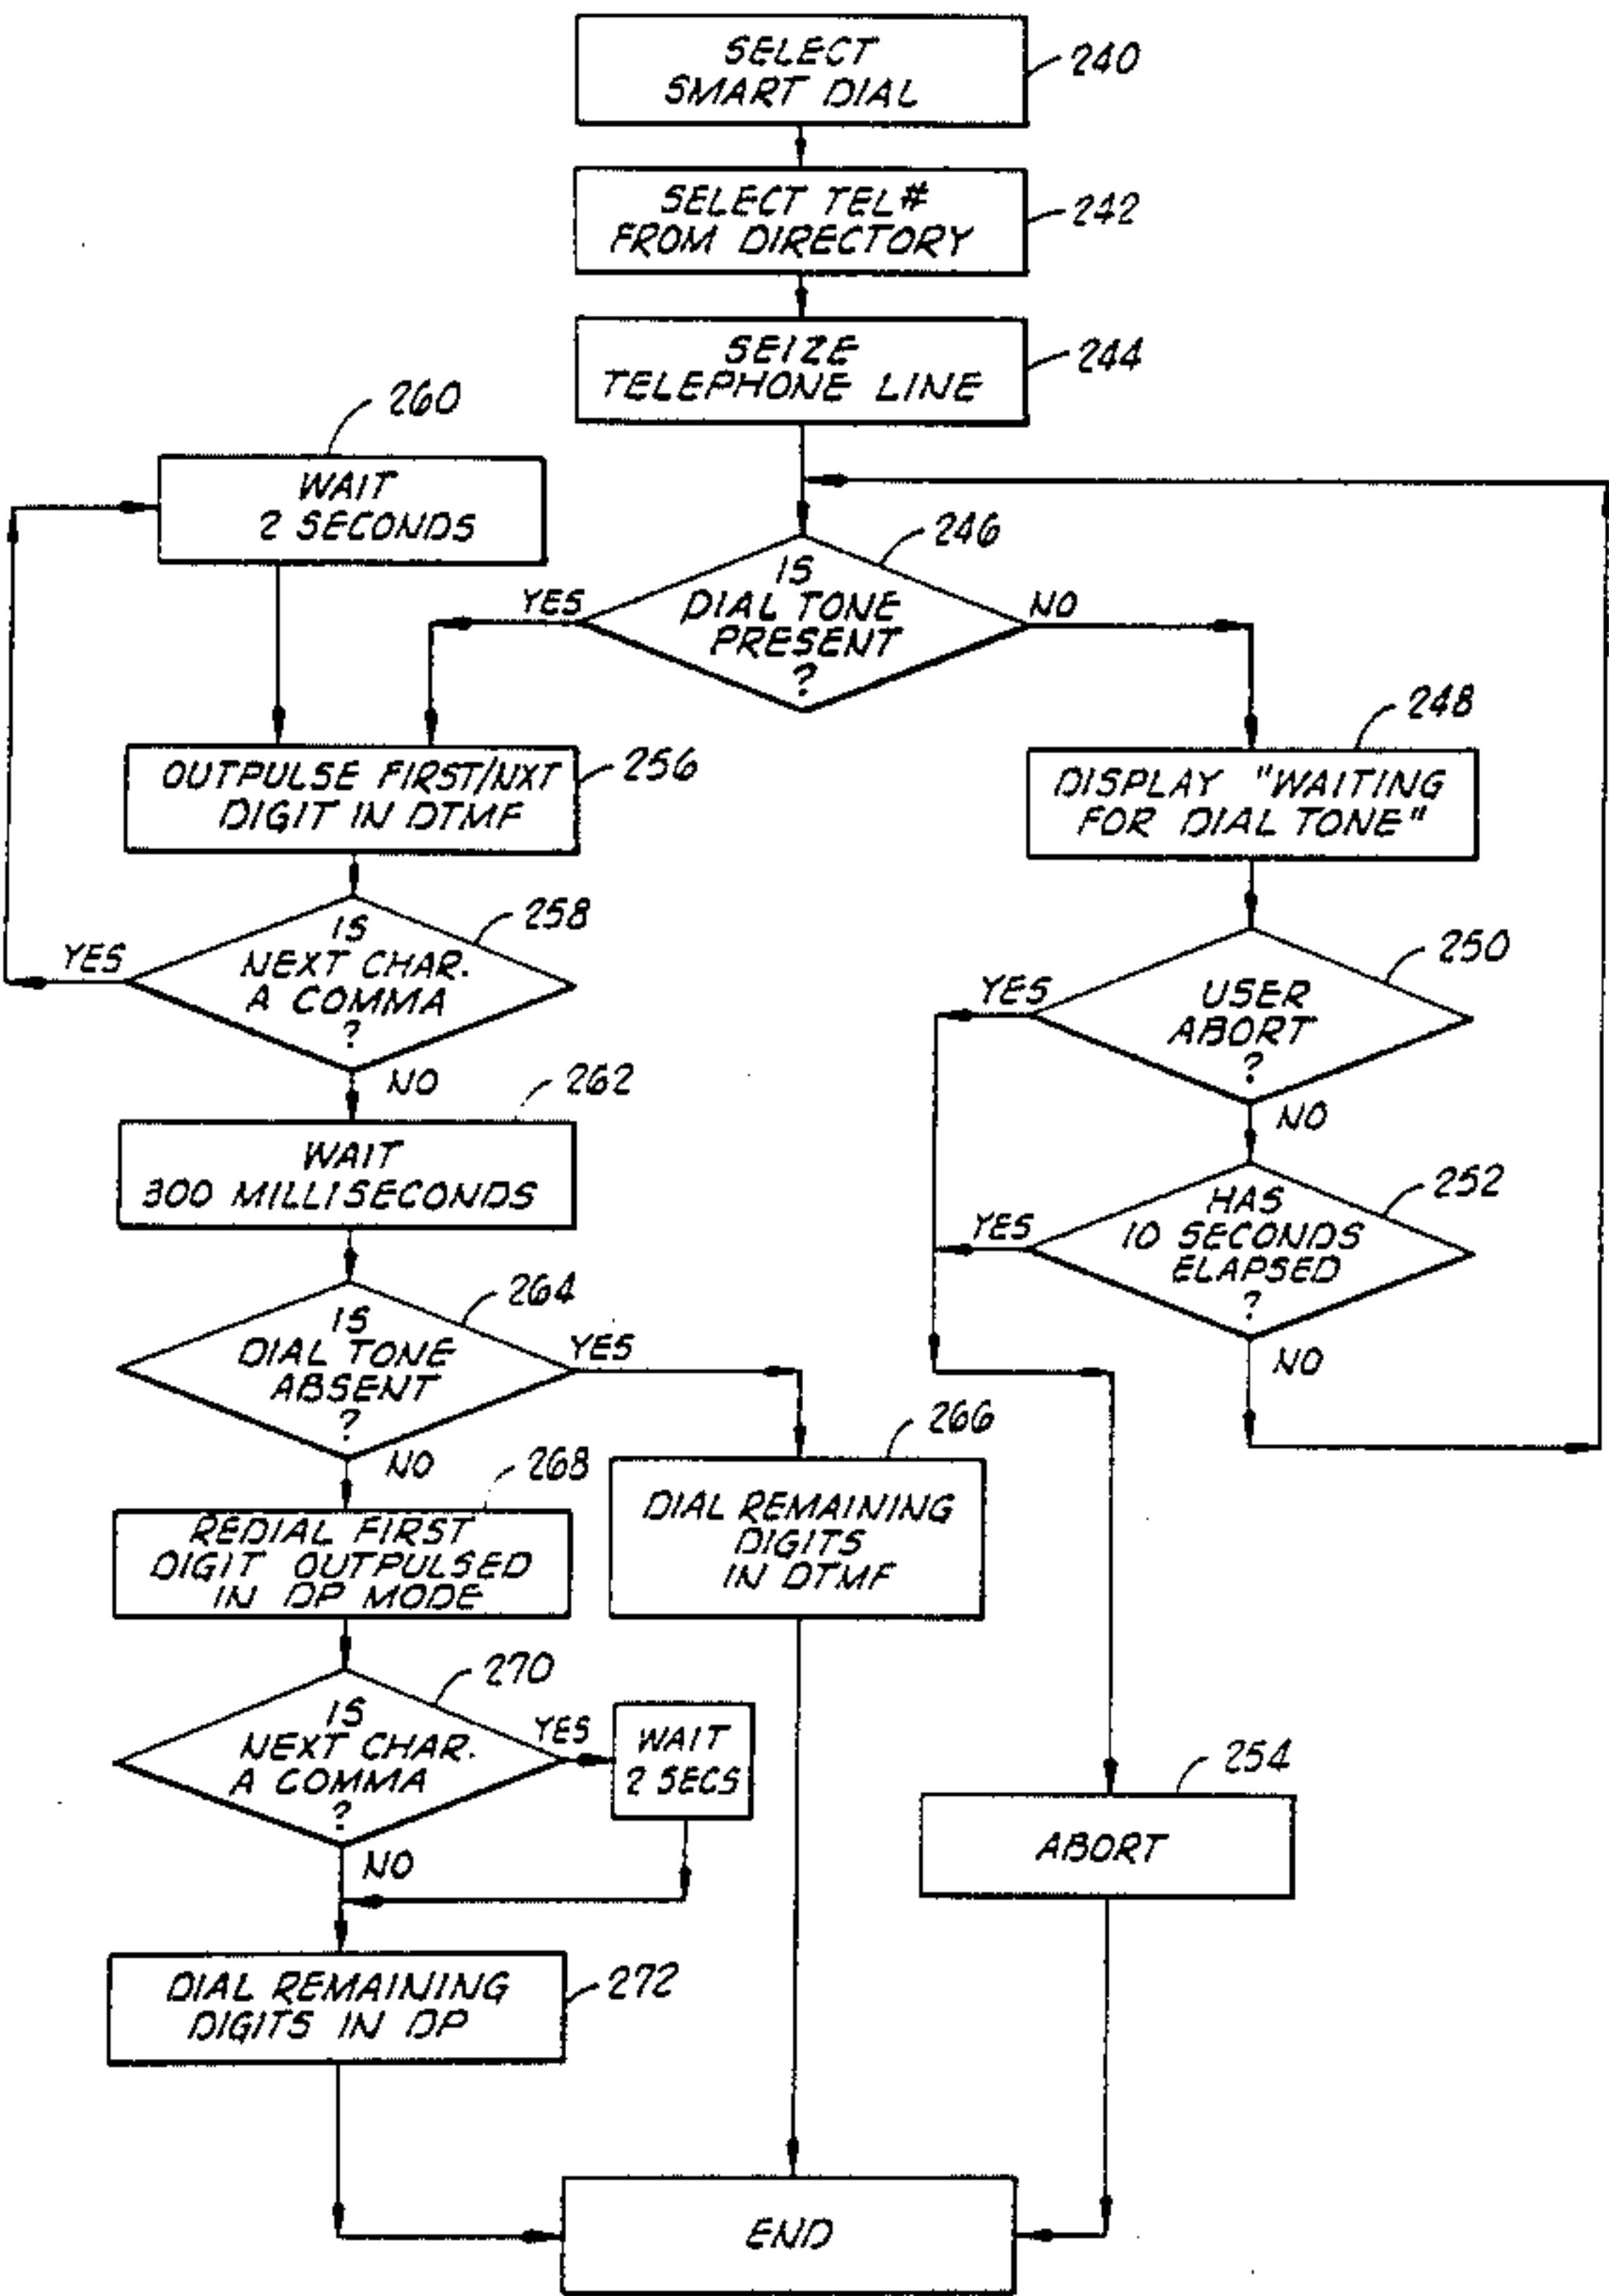 SELECT
SMART DIAL
240
SELECT TEL#
FROM DIRECTORY
242
SEIZE
TELEPHONE LINE
244
260
WAIT
2 SECONDS
246
IS
DIAL TONE
PRESENT
?
YES
NO
248
OUTPULSE FIRST/NXT
DIGIT IN DTMF
256
DISPLAY "WAITING
FOR DIAL TONE"
258
IS
NEXT CHAR.
A COMMA
?
YES
NO
250
USER
ABORT
?
YES
NO
262
WAIT
300 MILLISECONDS
252
HAS
10 SECONDS
ELAPSED
?
YES
NO
264
IS
DIAL TONE
ABSENT
?
YES
NO
266
DIAL REMAINING
DIGITS
IN DTMF
268
REDIAL FIRST
DIGIT OUTPULSED
IN DP MODE
270
IS
NEXT CHAR.
A COMMA
?
YES
NO
WAIT
2 SECS
254
ABORT
DIAL REMAINING
DIGITS IN DP
272
END